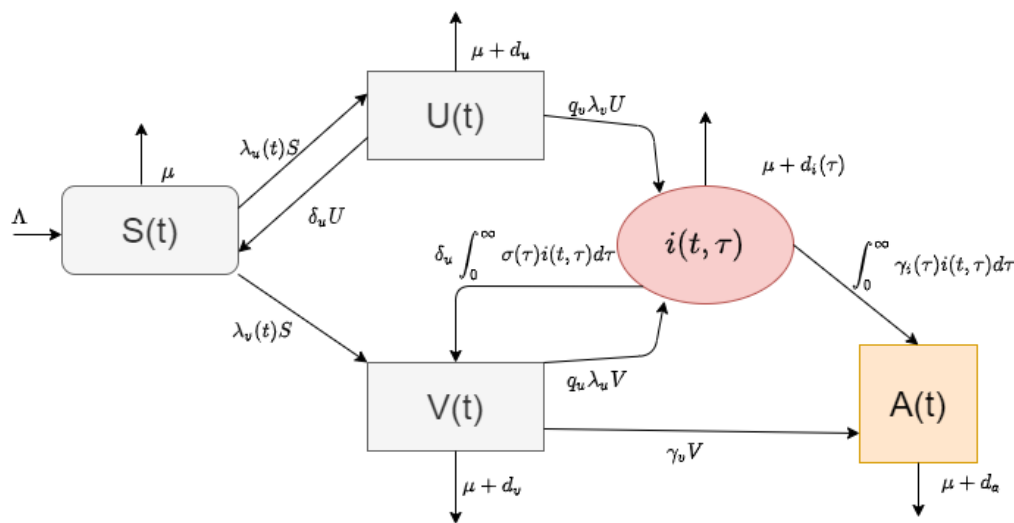 μ + d_u
U(t)
q_v λ_v U
λ_u(t)S
μ
μ + d_i(τ)
Λ
S(t)
δ_u U
δ_u ∫_0^∞ σ(τ)i(t, τ)dτ
i(t, τ)
∫_0^∞ γ_i(τ)i(t, τ)dτ
λ_v(t)S
q_u λ_u V
V(t)
A(t)
γ_v V
μ + d_v
μ + d_a